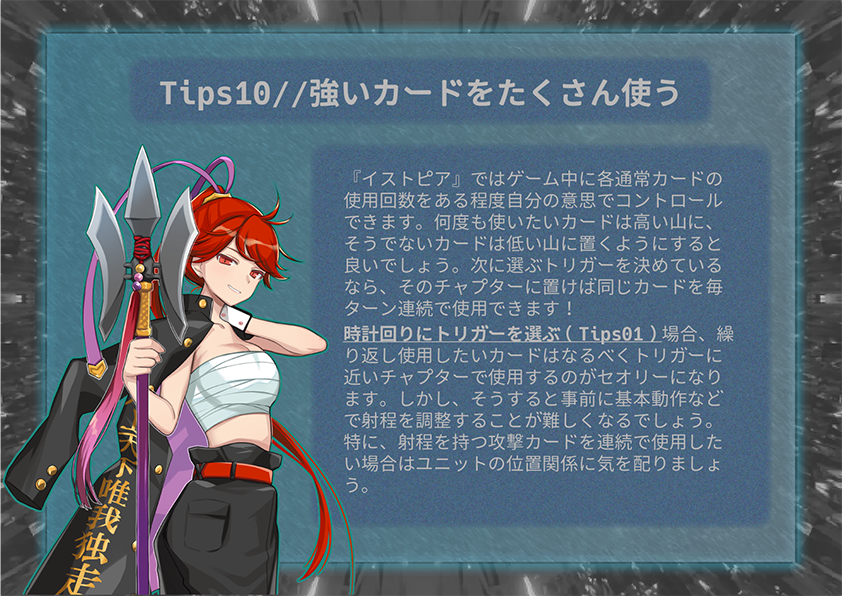 Tips10//強いカードをたくさん使う
『イストピア』ではゲーム中に各通常カードの
使用回数をある程度自分の意思でコントロール
できます。何度も使いたいカードは高い山に、
そうでないカードは低い山に置くようにすると
良いでしょう。次に選ぶトリガーを決めている
なら、そのチャプターに置けば同じカードを毎
ターン連続で使用できます！
時計回りにトリガーを選ぶ（Tips01）場合、繰
り返し使用したいカードはなるべくトリガーに
近いチャプターで使用するのがセオリーになり
ます。しかし、そうすると事前に基本動作など
で射程を調整することが難しくなるでしょう。
特に、射程を持つ攻撃カードを連続で使用した
い場合はユニットの位置関係に気を配りましょ
う。
天下唯我独走